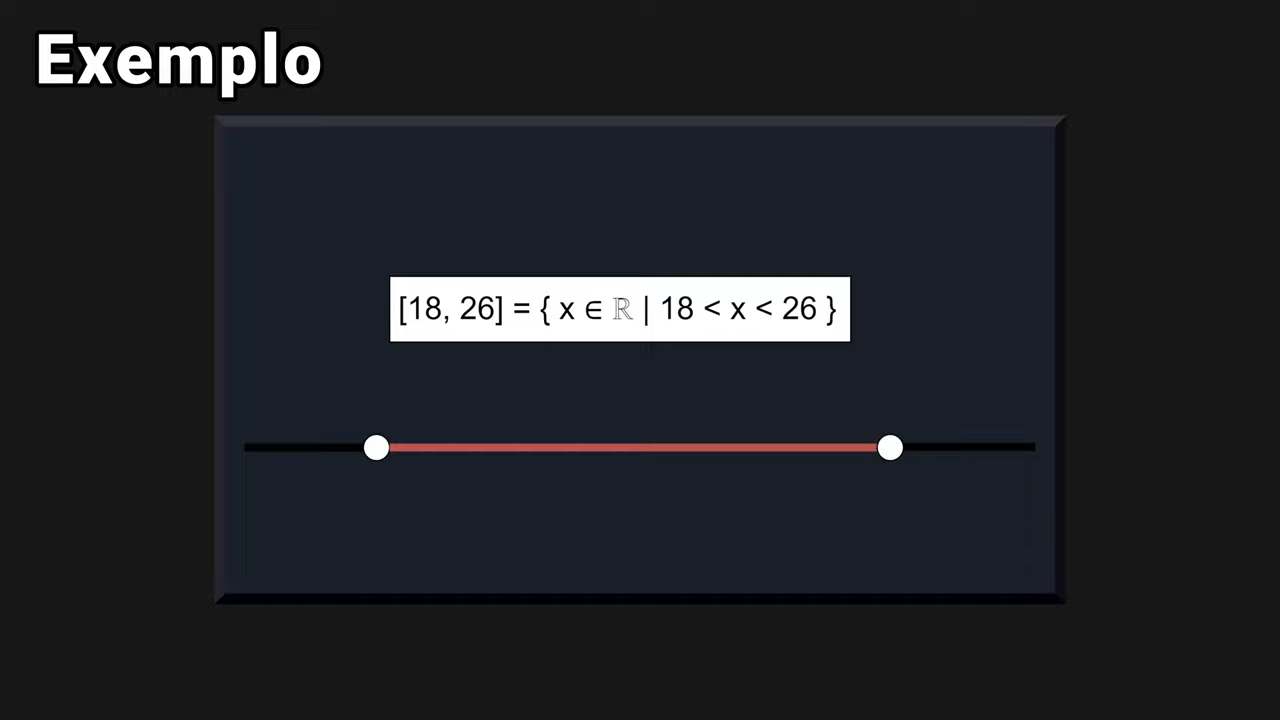 Exemplo
[18, 26] = { x ∈ ℝ | 18 < x < 26 }